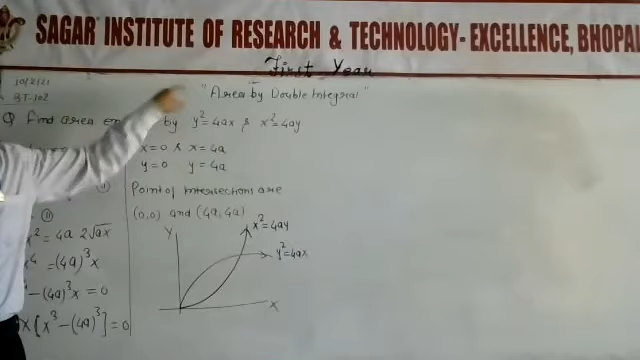 SAGAR INSTITUTE OF RESEARCH & TECHNOLOGY- EXCELLENCE, BHOPAL
First Year
10/2/21
BT-102
"Area by Double Integral"
Q Find area en by y²=4ax & x²=4ay
x=0 & x=4a
y=0 y=4a
Point of intersections are
(0,0) and (4a,4a)
II
x²=4a 2√ax
x⁴=(4a)³x
-(4a)³x=0
x[x³-(4a)³]=0
Y
x²=4ay
y²=4ax
X